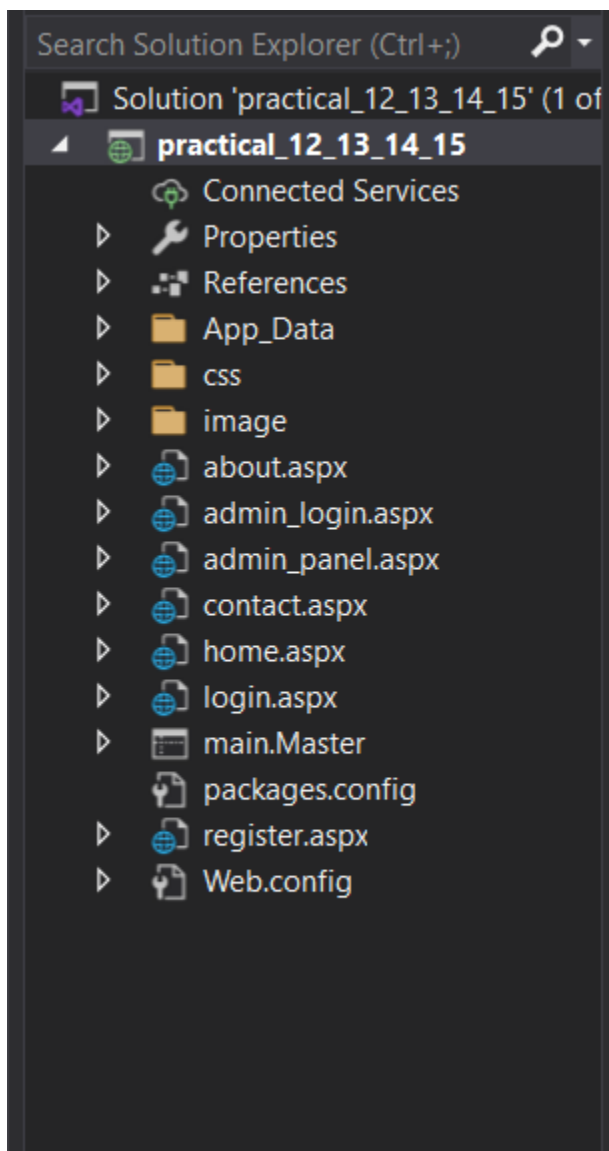 Search Solution Explorer (Ctrl+;)
Solution 'practical_12_13_14_15' (1 of
practical_12_13_14_15
Connected Services
Properties
References
App_Data
css
image
about.aspx
admin_login.aspx
admin_panel.aspx
contact.aspx
home.aspx
login.aspx
main.Master
packages.config
register.aspx
Web.config